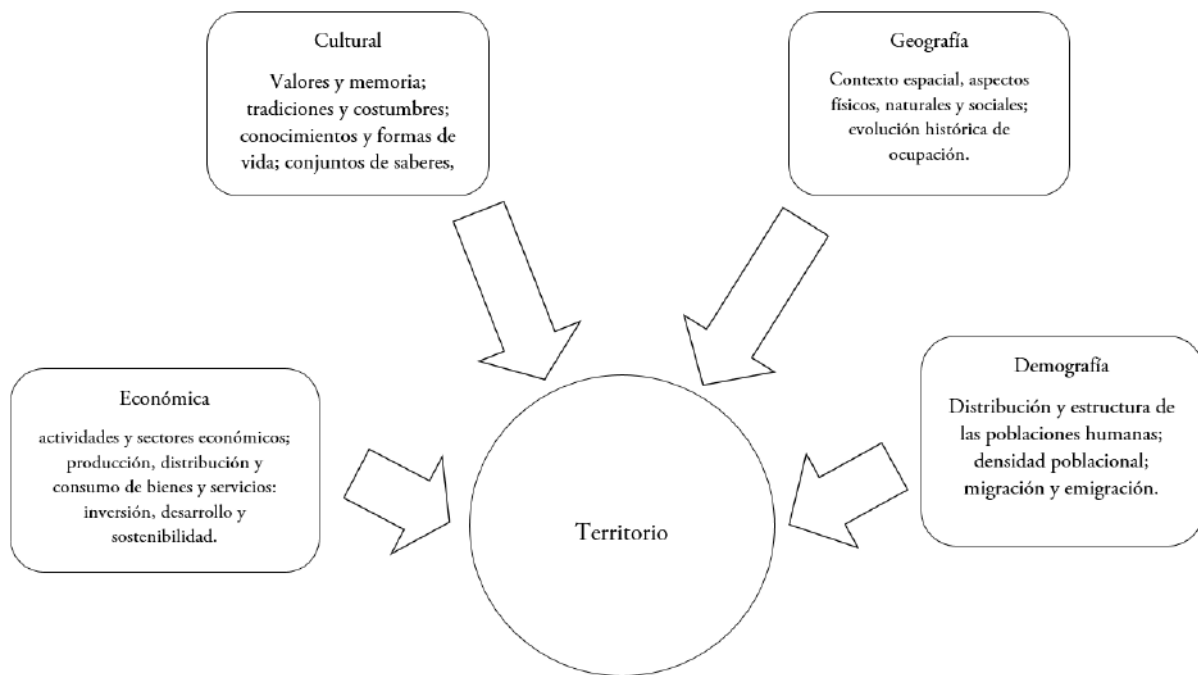 Cultural
Valores y memoria;
tradiciones y costumbres;
conocimientos y formas de
vida; conjuntos de saberes,
Geografía
Contexto espacial, aspectos
físicos, naturales y sociales;
evolución histórica de
ocupación.
Económica
actividades y sectores económicos;
producción, distribución y
consumo de bienes y servicios:
inversión, desarrollo y
sostenibilidad.
Demografía
Distribución y estructura de
las poblaciones humanas;
densidad poblacional;
migración y emigración.
Territorio